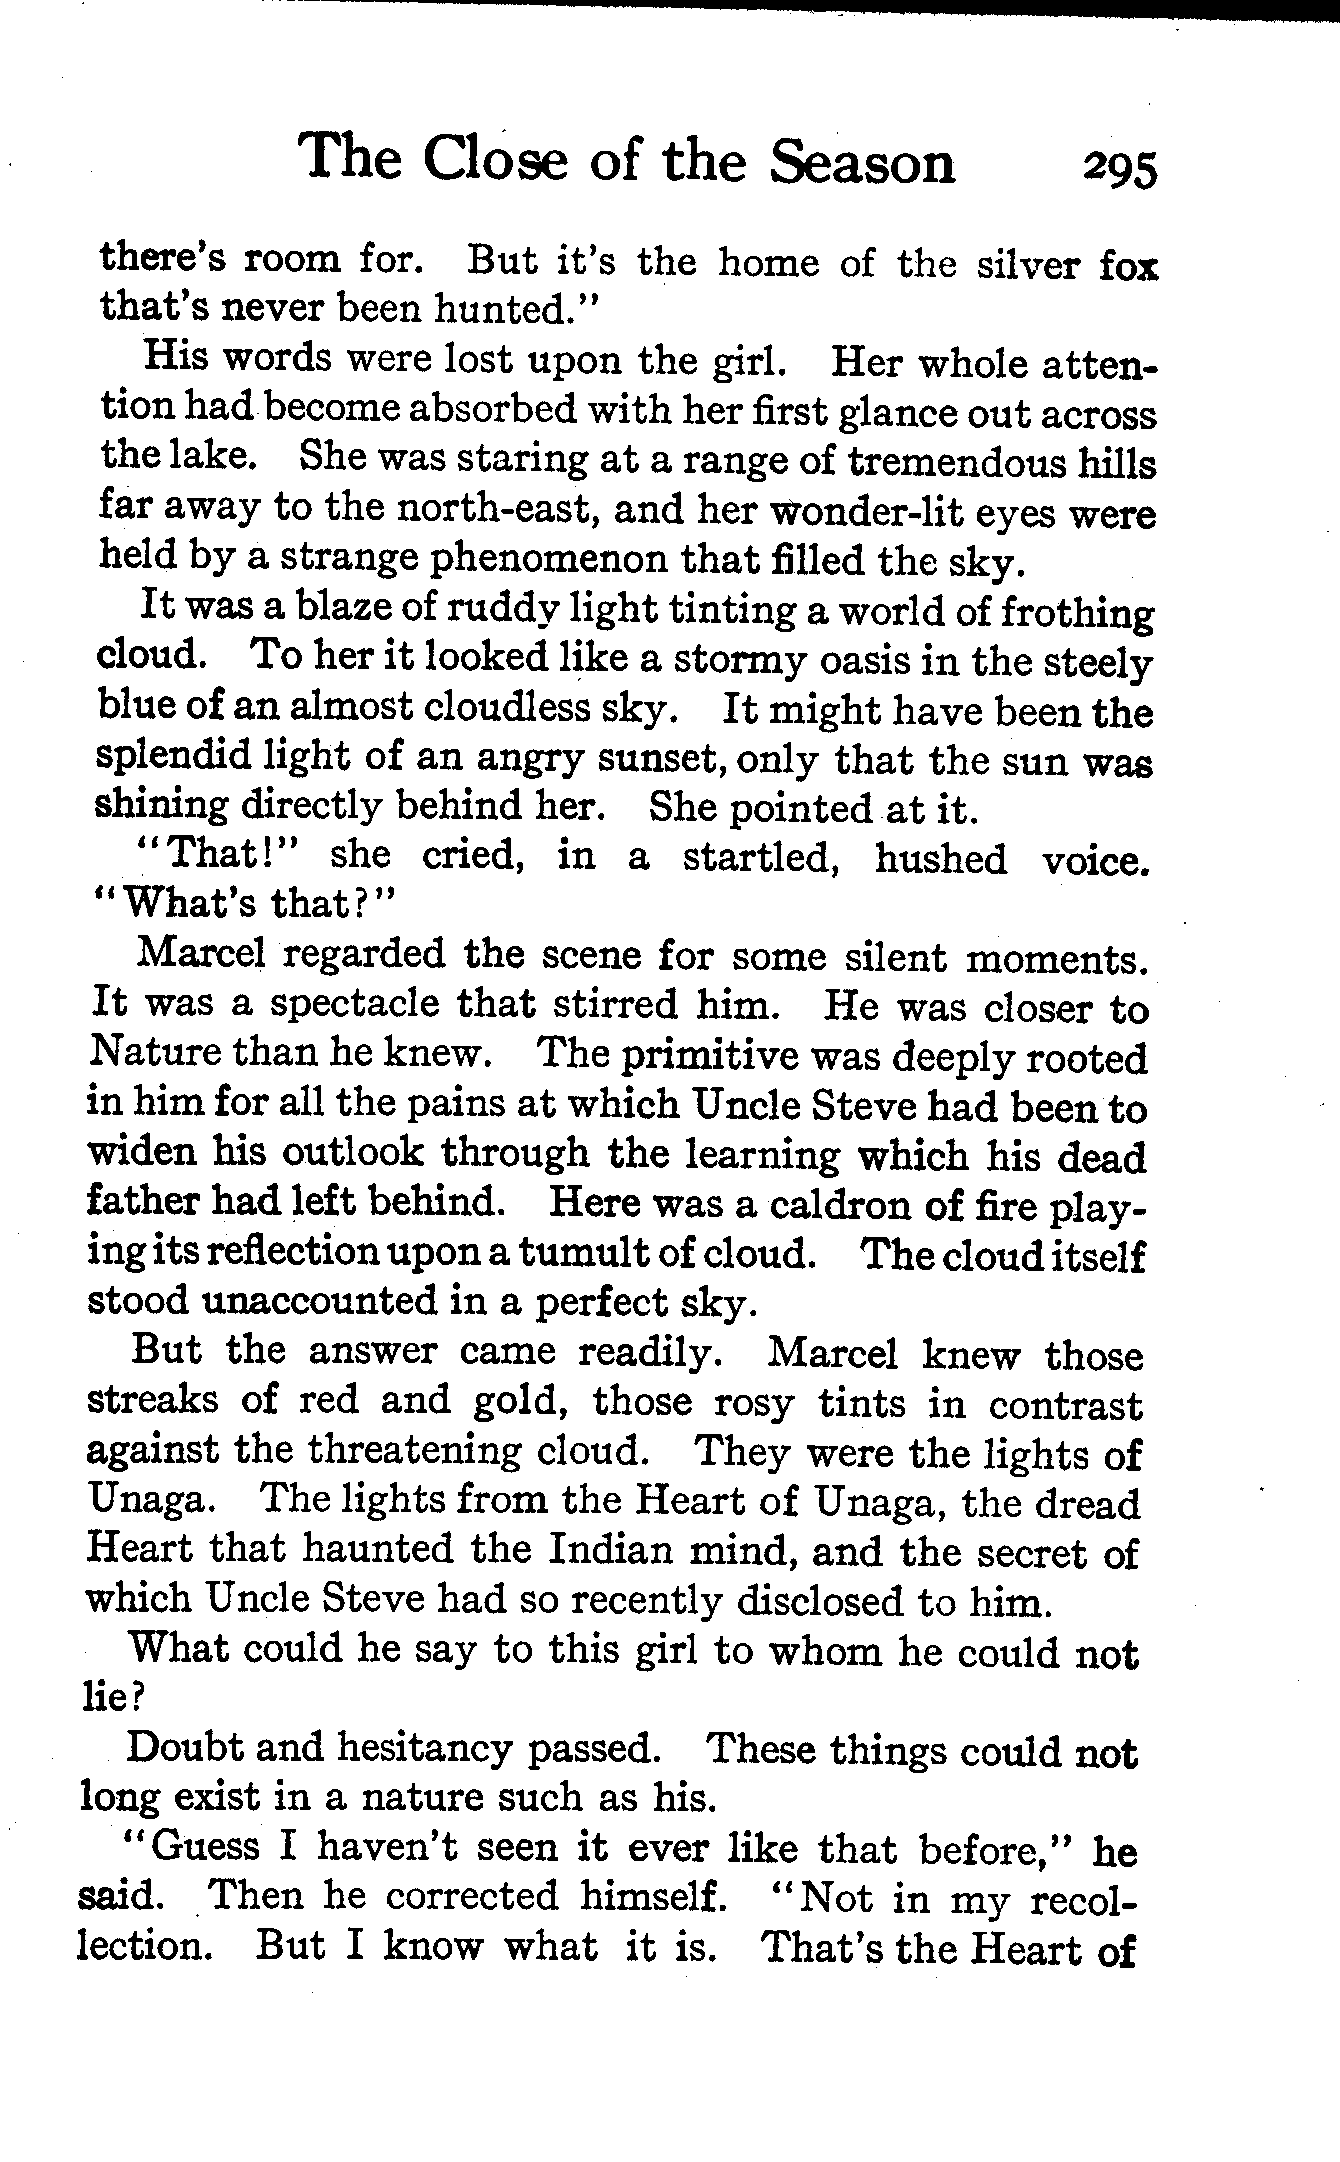 The Close of the Season 295
there's room for. But it's the home of the silver fox
that's never been hunted."
His words were lost upon the girl. Her whole atten-
tion had become absorbed with her first glance out across
the lake. She was staring at a range of tremendous hills
far away to the north-east, and her wonder-lit eyes were
held by a strange phenomenon that filled the sky.
It was a blaze of ruddy light tinting a world of frothing
cloud. To her it looked like a stormy oasis in the steely
blue of an almost cloudless sky. It might have been the
splendid light of an angry sunset, only that the sun was
shining directly behind her. She pointed at it.
"That!" she cried, in a startled, hushed voice.
"What's that?"
Marcel regarded the scene for some silent moments.
It was a spectacle that stirred him. He was closer to
Nature than he knew. The primitive was deeply rooted
in him for all the pains at which Uncle Steve had been to
widen his outlook through the learning which his dead
father had left behind. Here was a caldron of fire play-
ing its reflection upon a tumult of cloud. The cloud itself
stood unaccounted in a perfect sky.
But the answer came readily. Marcel knew those
streaks of red and gold, those rosy tints in contrast
against the threatening cloud. They were the lights of
Unaga. The lights from the Heart of Unaga, the dread
Heart that haunted the Indian mind, and the secret of
which Uncle Steve had so recently disclosed to him.
What could he say to this girl to whom he could not
lie?
Doubt and hesitancy passed. These things could not
long exist in a nature such as his.
"Guess I haven't seen it ever like that before," he
said. Then he corrected himself. "Not in my recol-
lection. But I know what it is. That's the Heart of